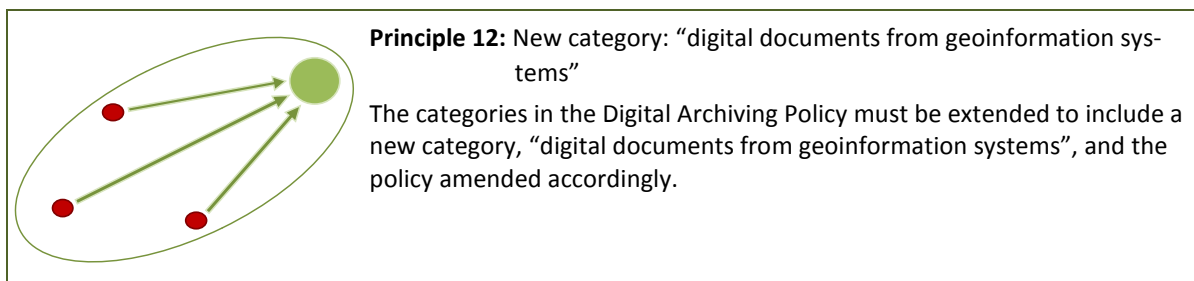 Principle 12: New category: “digital documents from geoinformation sys-
tems”
The categories in the Digital Archiving Policy must be extended to include a
new category, “digital documents from geoinformation systems”, and the
policy amended accordingly.